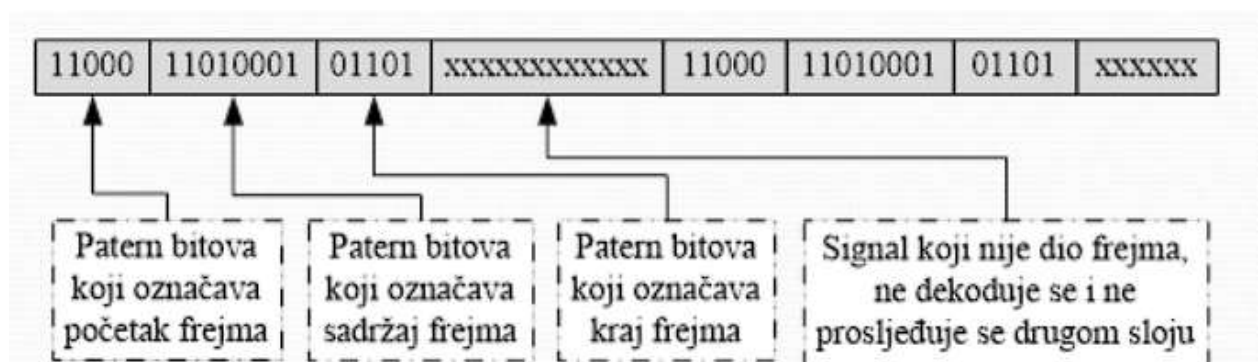 11000 11010001 01101 xxxxxxxxxxxx 11000 11010001 01101 xxxxxx
Patern bitova
koji označava
početak frejma
Patern bitova
koji označava
sadržaj frejma
Patern bitova
koji označava
kraj frejma
Signal koji nije dio frejma,
ne dekoduje se i ne
prosljeđuje se drugom sloju